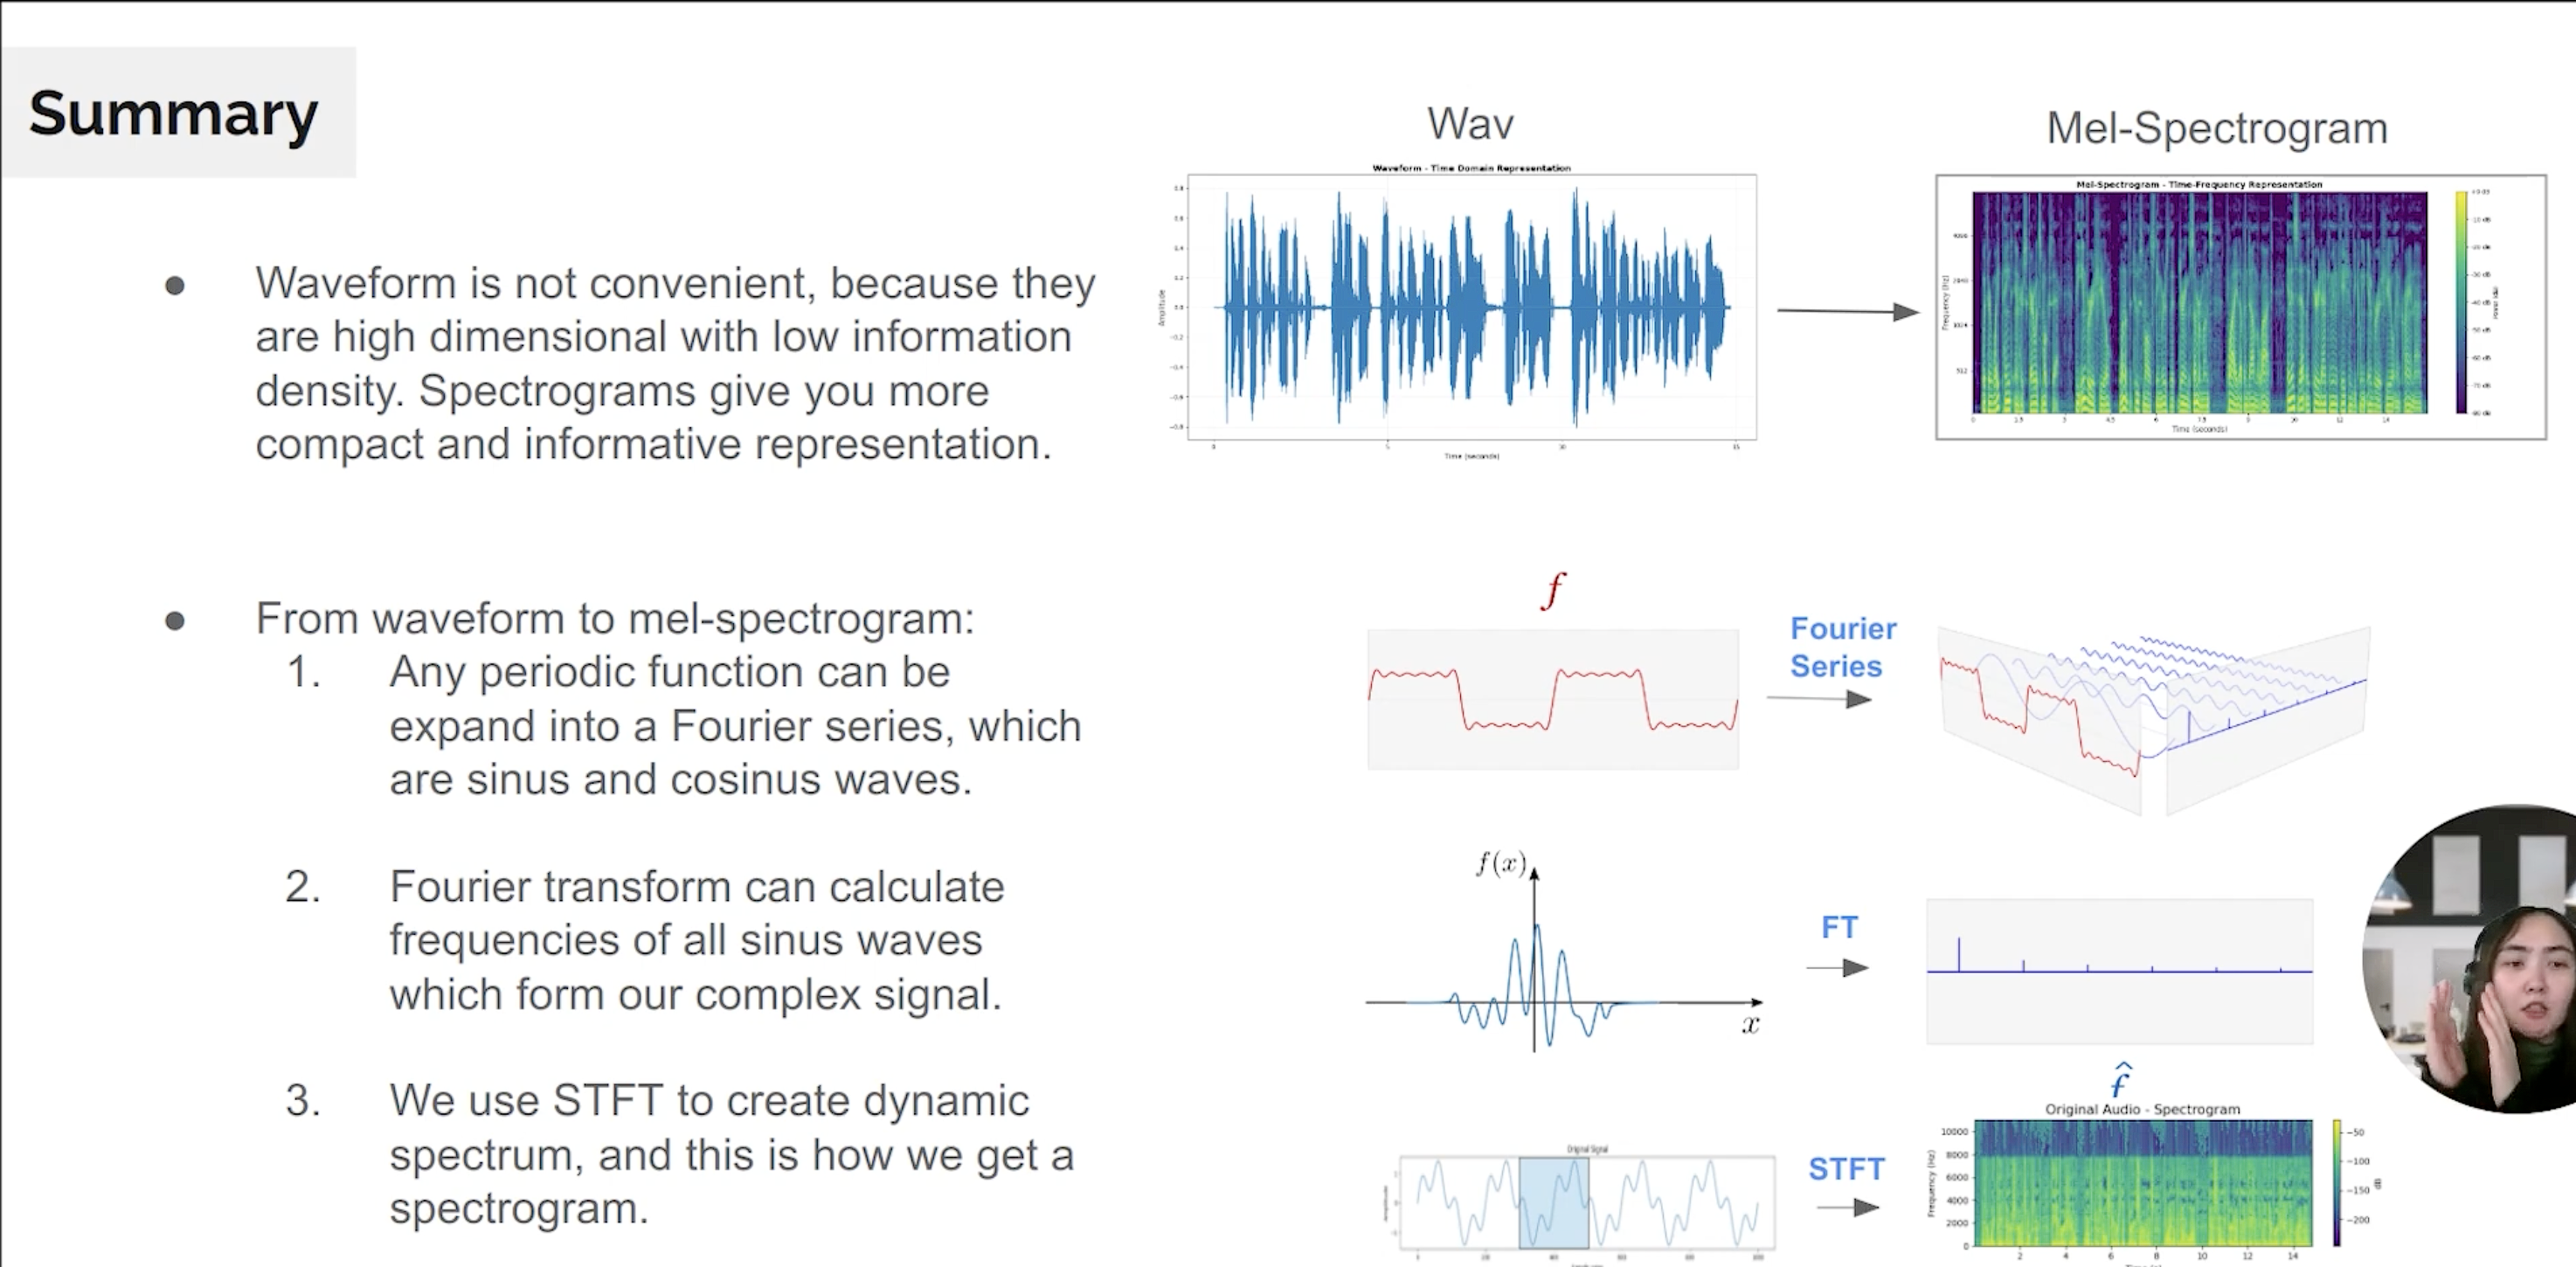 Summary
Wav
Mel-Spectrogram
Waveform - Time Domain Representation
Mel-Spectrogram - Time-Frequency Representation
Amplitude
Time (seconds)
Frequency (Hz)
Time (seconds)
Waveform is not convenient, because they
are high dimensional with low information
density. Spectrograms give you more
compact and informative representation.
From waveform to mel-spectrogram:
1. Any periodic function can be
expand into a Fourier series, which
are sinus and cosinus waves.
f
Fourier
Series
2. Fourier transform can calculate
frequencies of all sinus waves
which form our complex signal.
f(x)
x
FT
f̂
3. We use STFT to create dynamic
spectrum, and this is how we get a
spectrogram.
Original Signal
STFT
Original Audio - Spectrogram
Frequency (Hz)
10000
8000
6000
4000
2000
0
2 4 6 8 10 12 14
-50
-100
-150
-200
dB